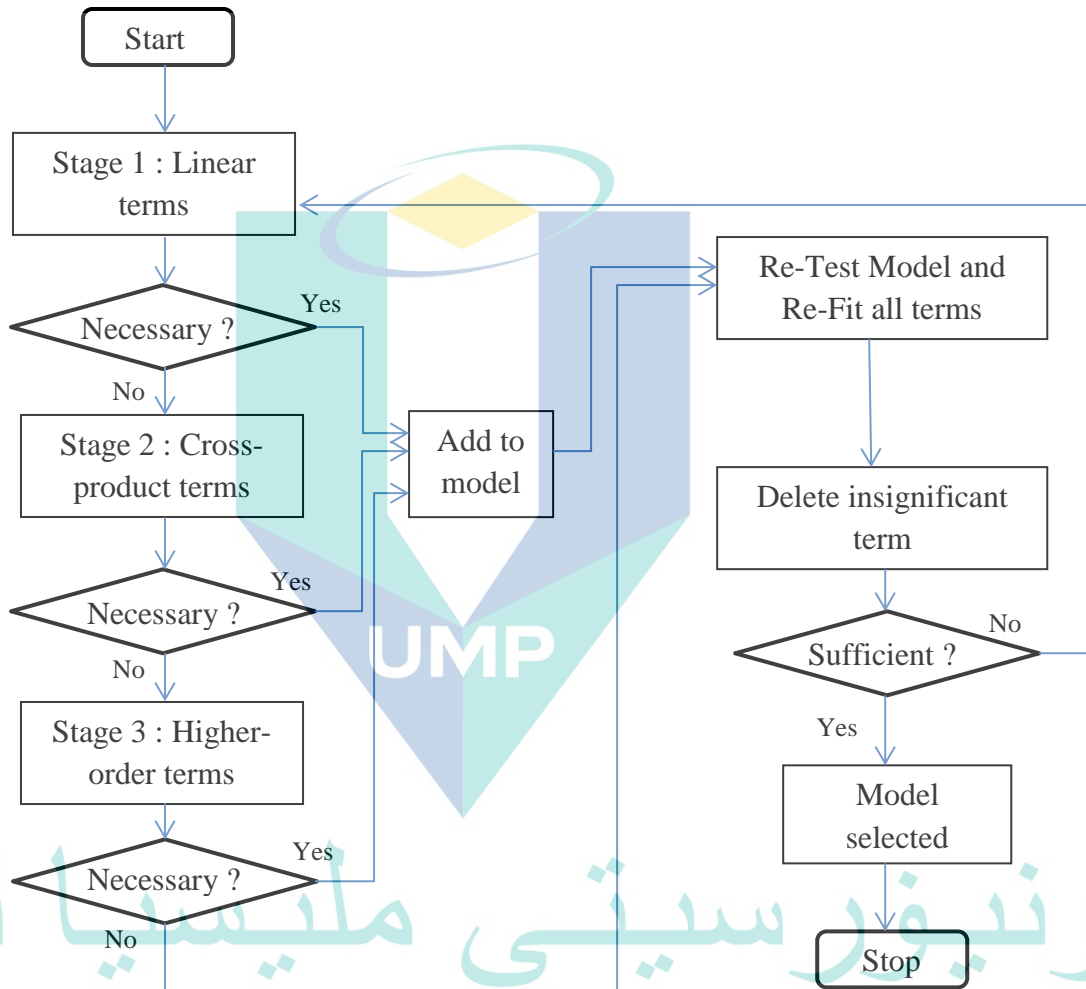 Start
Stage 1 : Linear
terms
Necessary ?
Yes
No
Stage 2 : Cross-
product terms
Necessary ?
Yes
No
Stage 3 : Higher-
order terms
Necessary ?
Yes
No
Add to
model
Re-Test Model and
Re-Fit all terms
Delete insignificant
term
Sufficient ?
No
Yes
Model
selected
Stop
UMP
سيتي مليسيا